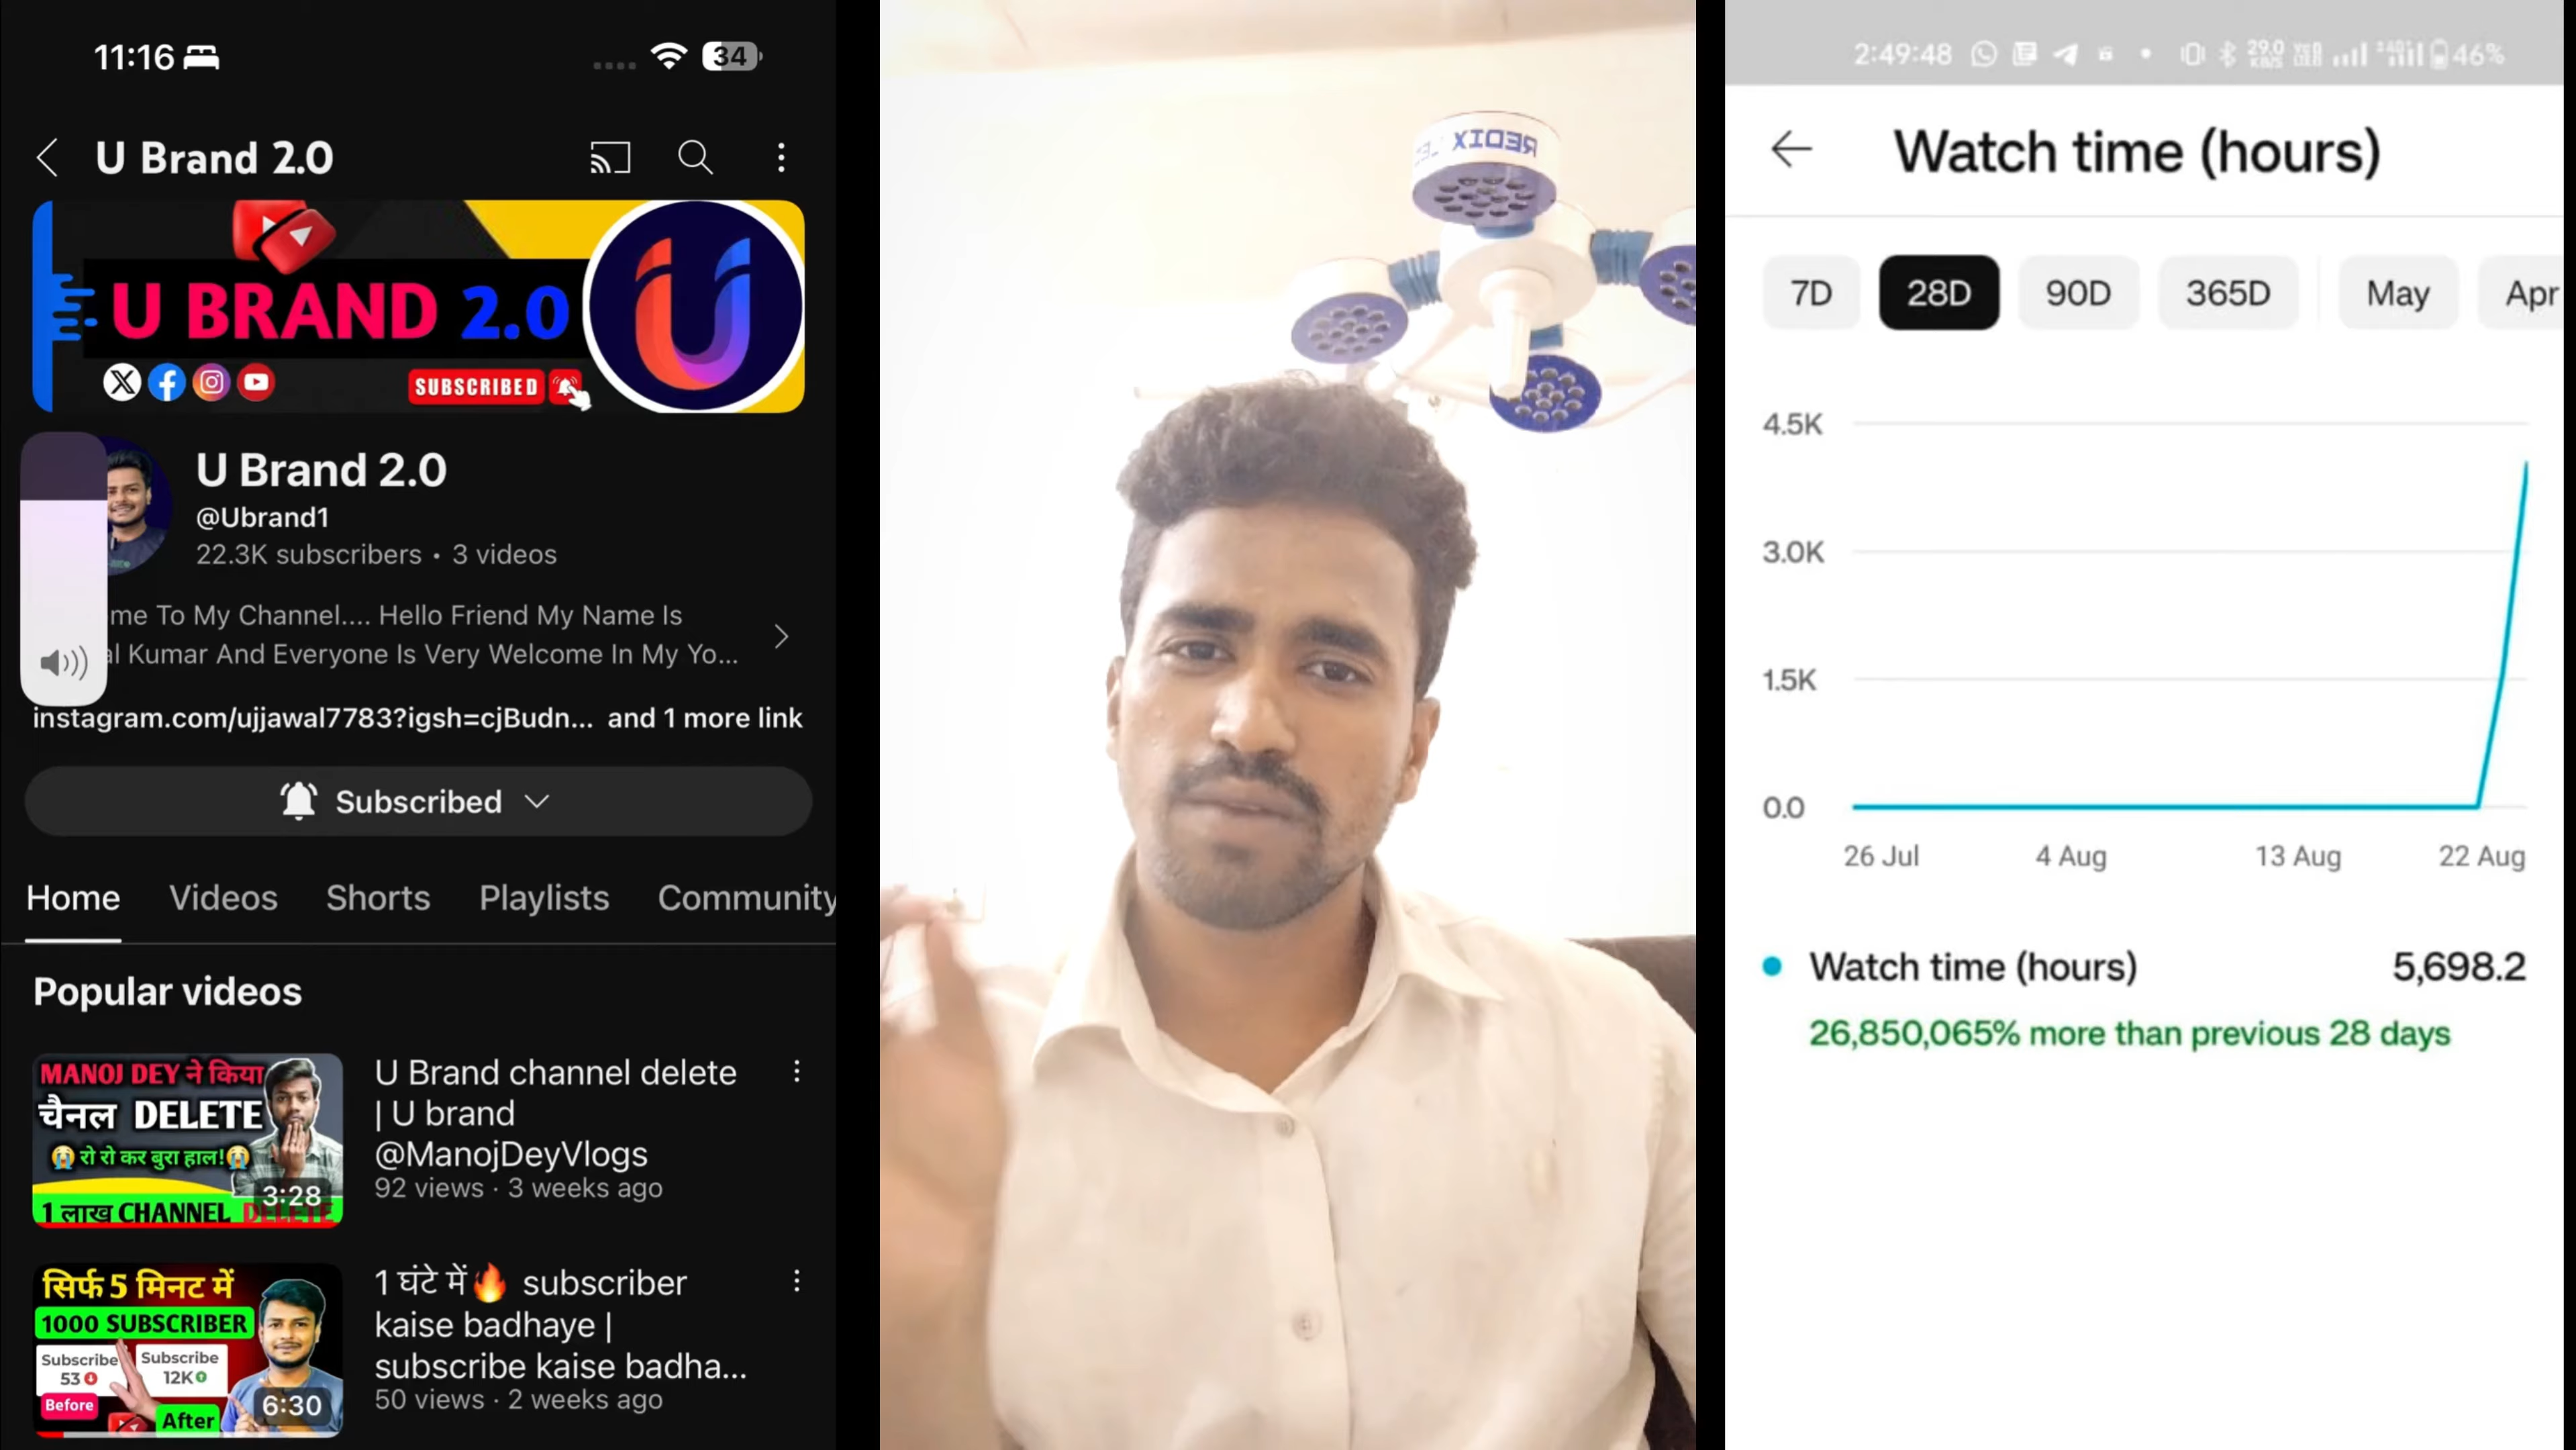 11:16
34
U Brand 2.0
U BRAND 2.0
SUBSCRIBED
U Brand 2.0
@Ubrand1
22.3K subscribers • 3 videos
me To My Channel.... Hello Friend My Name Is
al Kumar And Everyone Is Very Welcome In My Yo...
instagram.com/ujjawal7783?igsh=cjBudn... and 1 more link
Subscribed
Home Videos Shorts Playlists Community
Popular videos
MANOJ DEY ने किया
चैनल DELETE
😭 रो रो कर बुरा हाल!😭
3:28
1 लाख CHANNEL DELETE
U Brand channel delete
| U brand
@ManojDeyVlogs
92 views · 3 weeks ago
सिर्फ 5 मिनट में
1000 SUBSCRIBER
Subscribe Subscribe
53 12K
Before
After
6:30
1 घंटे में🔥 subscriber
kaise badhaye |
subscribe kaise badha...
50 views · 2 weeks ago
REDIX
2:49:48 29.0 KB/S 46%
Watch time (hours)
7D 28D 90D 365D May Apr
4.5K
3.0K
1.5K
0.0
26 Jul 4 Aug 13 Aug 22 Aug
Watch time (hours) 5,698.2
26,850,065% more than previous 28 days